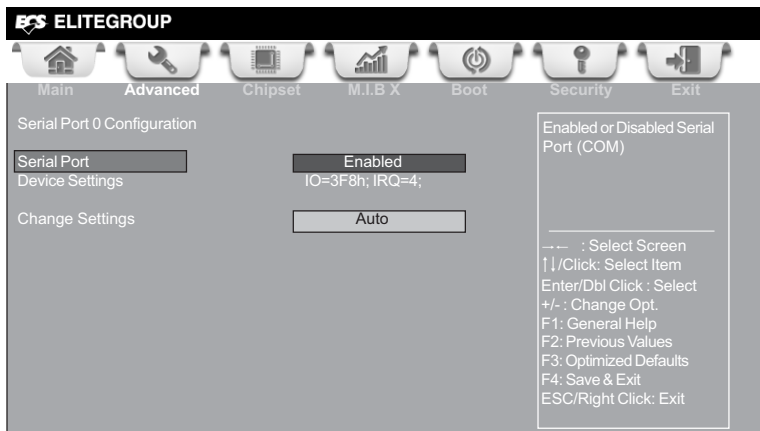 ECS ELITEGROUP
Main Advanced Chipset M.I.B X Boot Security Exit
Serial Port 0 Configuration
Serial Port Enabled
Device Settings IO=3F8h; IRQ=4;
Change Settings Auto
Enabled or Disabled Serial
Port (COM)
→← : Select Screen
↑↓/Click: Select Item
Enter/Dbl Click : Select
+/- : Change Opt.
F1: General Help
F2: Previous Values
F3: Optimized Defaults
F4: Save & Exit
ESC/Right Click: Exit